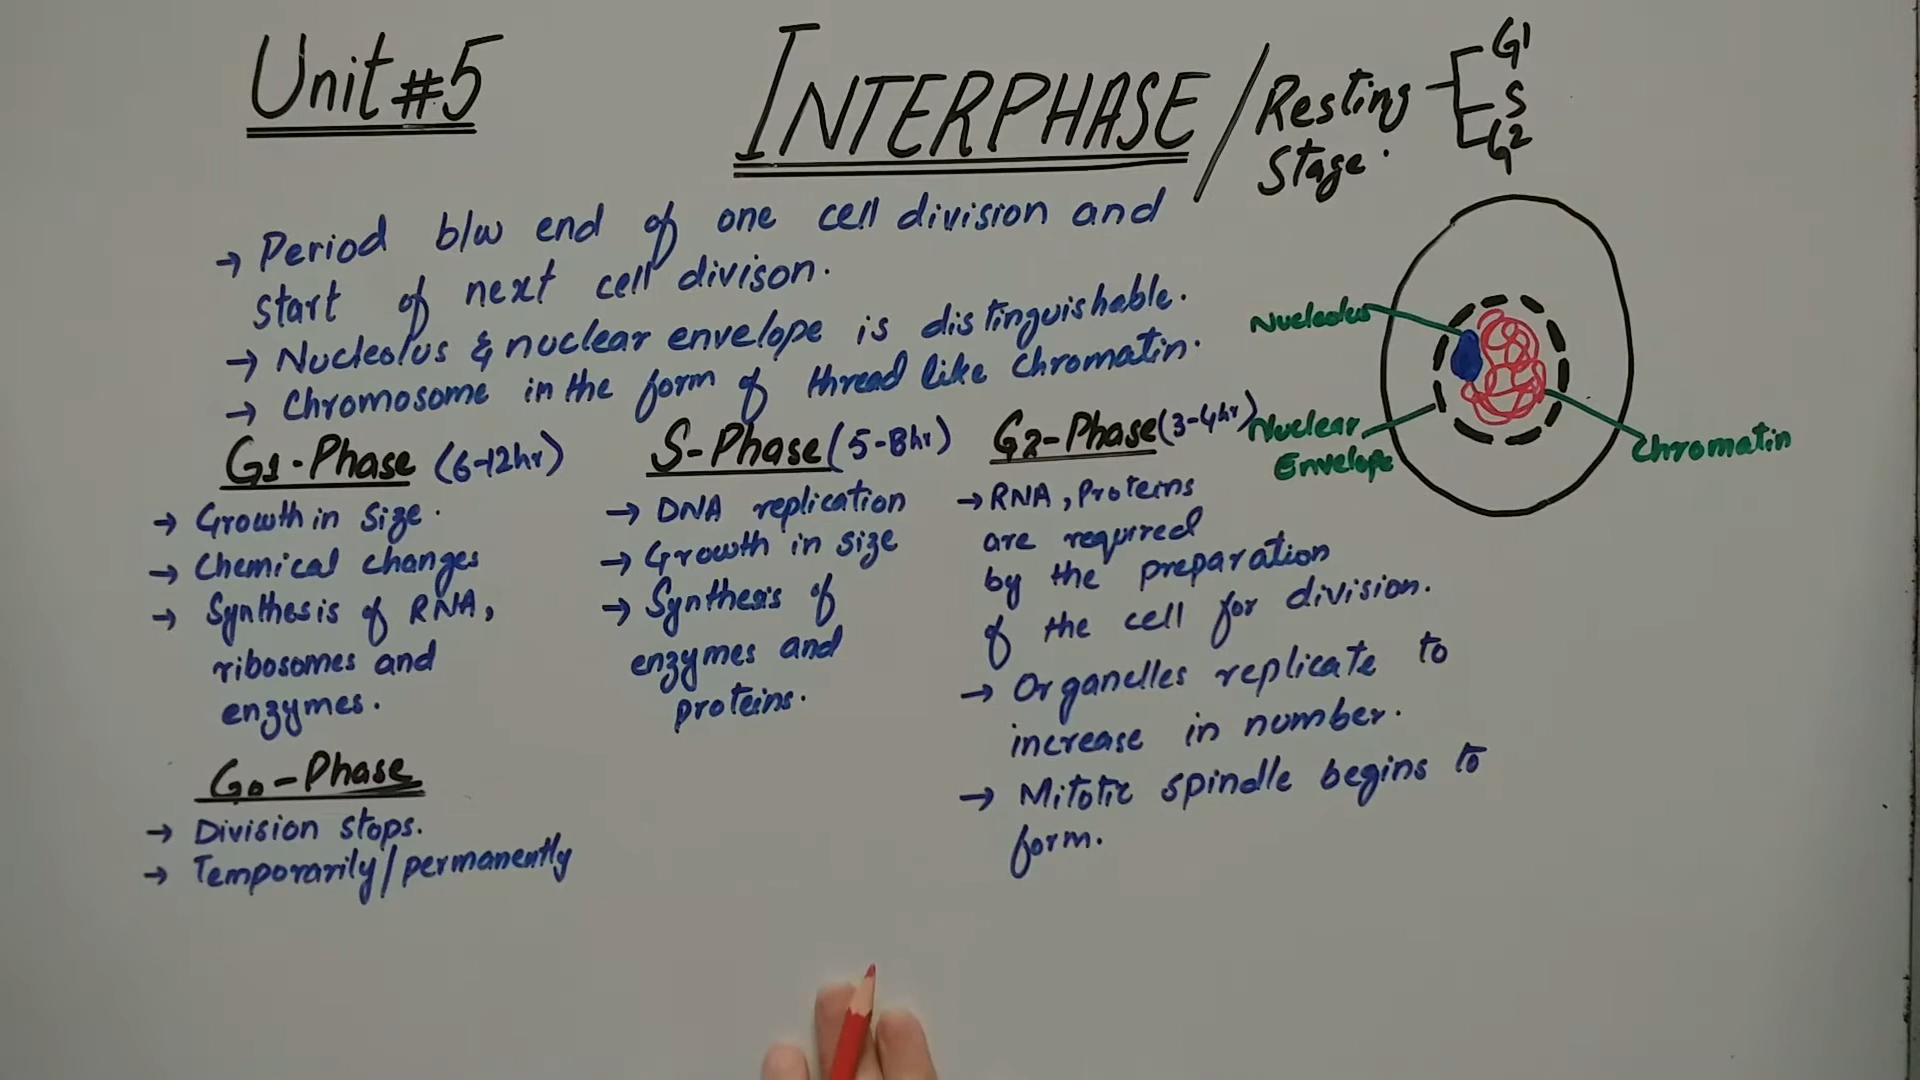 Unit #5
INTERPHASE / Resting Stage.
G1
S
G2
→ Period b/w end of one cell division and
start of next cell divison.
→ Nucleolus & nuclear envelope is distinguishable.
→ Chromosome in the form of thread like chromatin.
Nucleolus
Nuclear
Envelope
Chromatin
G1-Phase (6-12hr)
→ Growth in size.
→ Chemical changes
→ Synthesis of RNA,
ribosomes and
enzymes.
G0-Phase
→ Division stops.
→ Temporarily/permanently
S-Phase (5-8hr)
→ DNA replication
→ Growth in size
→ Synthesis of
enzymes and
proteins.
G2-Phase (3-4hr)
→ RNA, Proteins
are required
by the preparation
of the cell for division.
→ Organelles replicate to
increase in number.
→ Mitotic spindle begins to
form.